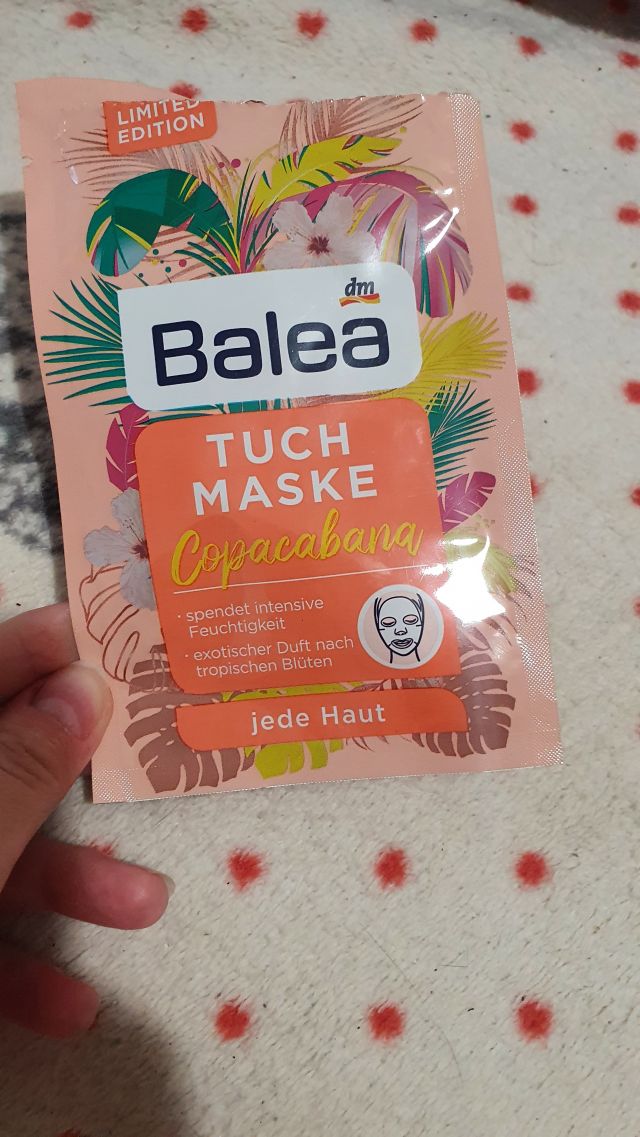 LIMITED
EDITION
dm
Balea
TUCH
MASKE
Copacabana
· spendet intensive
Feuchtigkeit
· exotischer Duft nach
tropischen Blüten
jede Haut